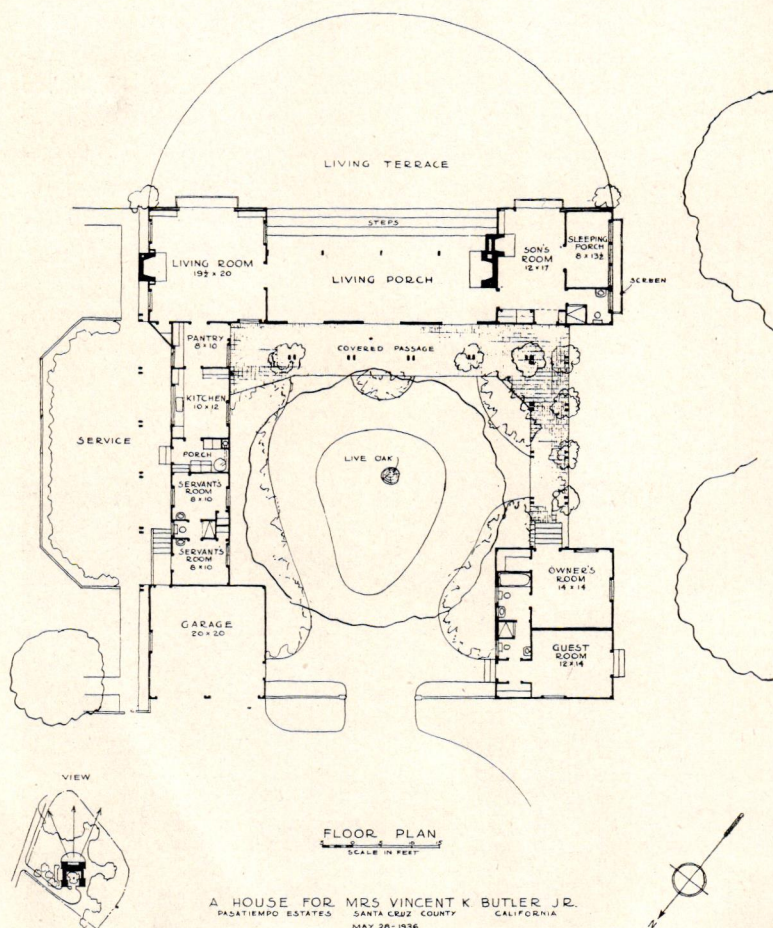 LIVING TERRACE
STEPS
LIVING ROOM
19½ x 20
LIVING PORCH
SON'S
ROOM
12 x 17
SLEEPING
PORCH
8 x 13½
SCREEN
PANTRY
8 x 10
COVERED PASSAGE
KITCHEN
10 x 12
SERVICE
PORCH
LIVE OAK
SERVANT'S
ROOM
8 x 10
SERVANT'S
ROOM
8 x 10
OWNER'S
ROOM
14 x 14
GARAGE
20 x 20
GUEST
ROOM
12 x 14
VIEW
FLOOR PLAN
SCALE IN FEET
N
A HOUSE FOR MRS VINCENT K. BUTLER JR.
PASATIEMPO ESTATES SANTA CRUZ COUNTY CALIFORNIA
MAY 28-1936